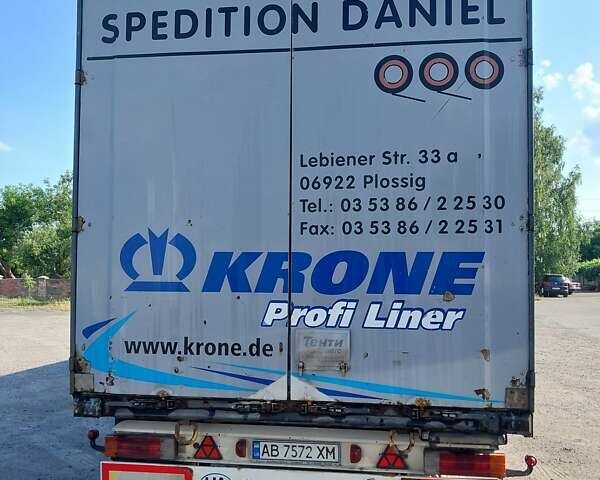 SPEDITION DANIEL
Lebiener Str. 33 a
06922 Plossig
Tel.: 03 53 86 / 2 25 30
Fax: 03 53 86 / 2 25 31
KRONE
Profi Liner
Тенти
www.krone.de
AB 7572 XM
UA